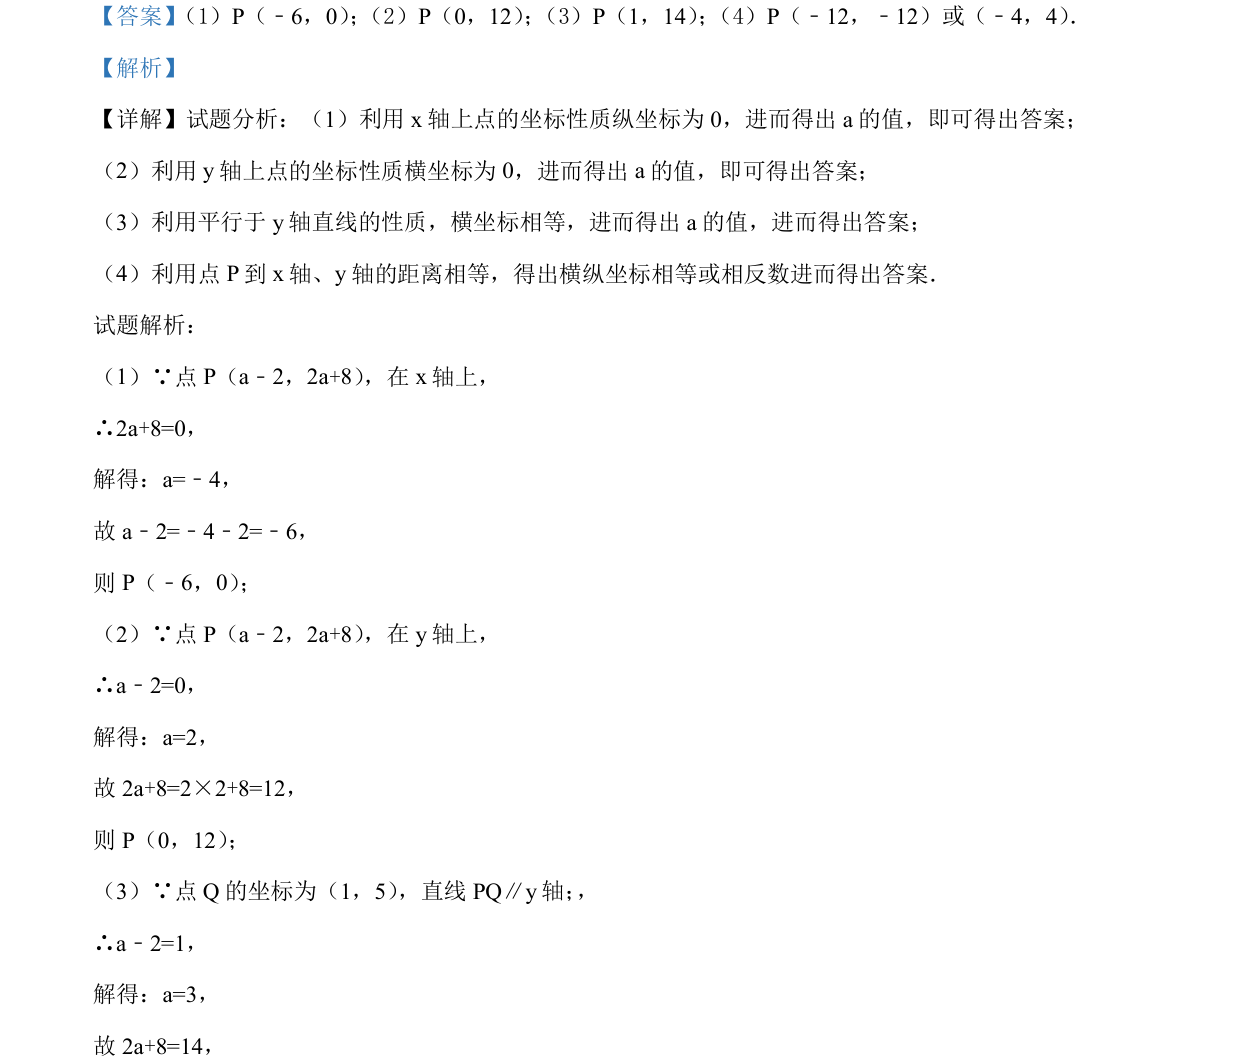 【答案】（1）P（﹣6，0）；（2）P（0，12）；（3）P（1，14）；（4）P（﹣12，﹣12）或（﹣4，4）．
【解析】
【详解】试题分析：（1）利用 x 轴上点的坐标性质纵坐标为 0，进而得出 a 的值，即可得出答案；
（2）利用 y 轴上点的坐标性质横坐标为 0，进而得出 a 的值，即可得出答案；
（3）利用平行于 y 轴直线的性质，横坐标相等，进而得出 a 的值，进而得出答案；
（4）利用点 P 到 x 轴、y 轴的距离相等，得出横纵坐标相等或相反数进而得出答案．
试题解析：
（1）∵点 P（a﹣2，2a+8），在 x 轴上，
∴2a+8=0，
解得：a=﹣4，
故 a﹣2=﹣4﹣2=﹣6，
则 P（﹣6，0）；
（2）∵点 P（a﹣2，2a+8），在 y 轴上，
∴a﹣2=0，
解得：a=2，
故 2a+8=2×2+8=12，
则 P（0，12）；
（3）∵点 Q 的坐标为（1，5），直线 PQ∥y 轴；，
∴a﹣2=1，
解得：a=3，
故 2a+8=14，